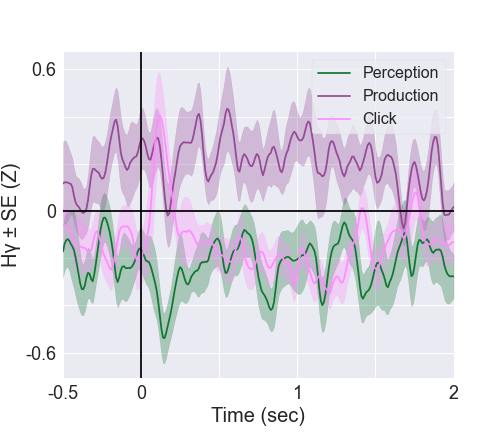 Hγ ± SE (Z)
0.6
0
-0.6
Perception
Production
Click
-0.5
0
1
2
Time (sec)